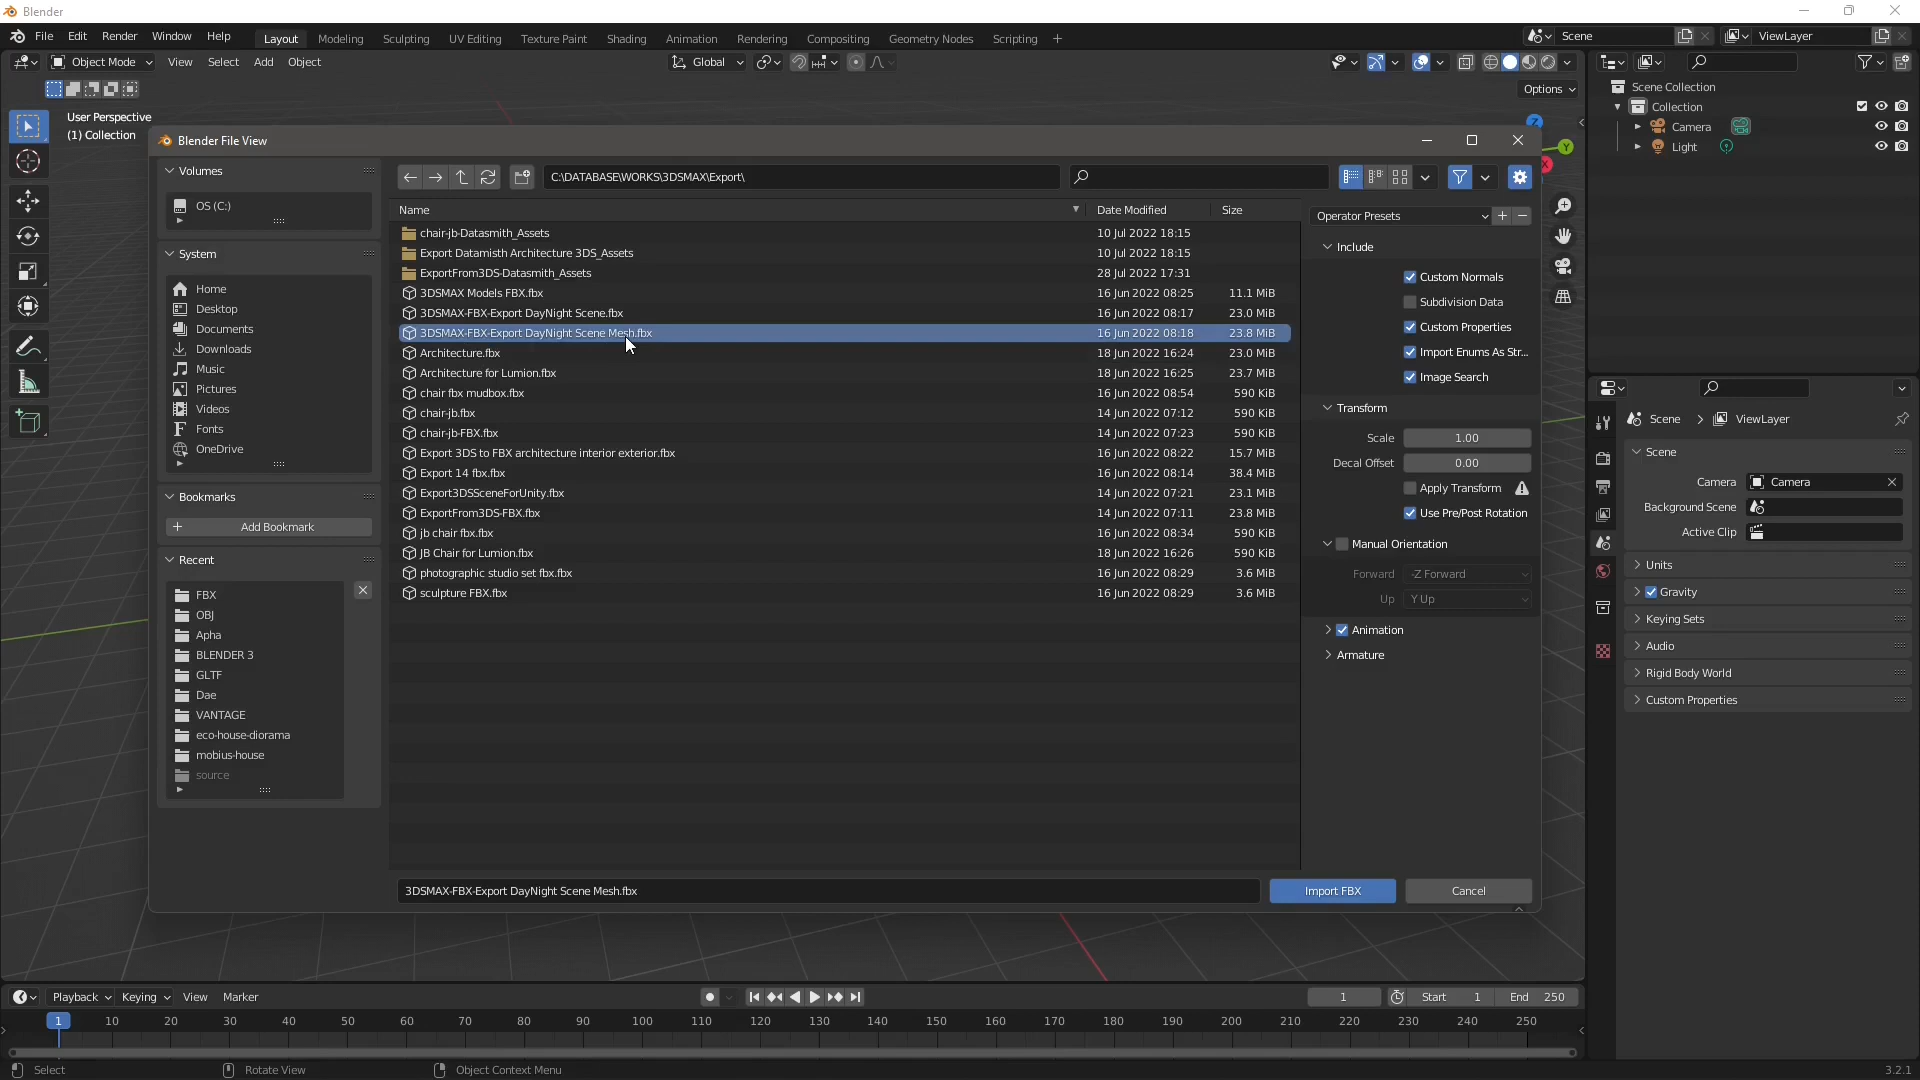 Blender
File Edit Render Window Help Layout Modeling Sculpting UV Editing Texture Paint Shading Animation Rendering Compositing Geometry Nodes Scripting + Scene ViewLayer
Object Mode View Select Add Object Global
Options
User Perspective
(1) Collection
Scene Collection
Collection
Camera
Light
Y
X
Z
Blender File View
Volumes
OS (C:)
System
Home
Desktop
Documents
Downloads
Music
Pictures
Videos
Fonts
OneDrive
Bookmarks
+ Add Bookmark
Recent
FBX
OBJ
Apha
BLENDER 3
GLTF
Dae
VANTAGE
eco-house-diorama
mobius-house
source
C:\DATABASE\WORKS\3DSMAX\Export\
Name Date Modified Size
chair-jb-Datasmith_Assets 10 Jul 2022 18:15
Export Datamisth Architecture 3DS_Assets 10 Jul 2022 18:15
ExportFrom3DS-Datasmith_Assets 28 Jul 2022 17:31
3DSMAX Models FBX.fbx 16 Jun 2022 08:25 11.1 MiB
3DSMAX-FBX-Export DayNight Scene.fbx 16 Jun 2022 08:17 23.0 MiB
3DSMAX-FBX-Export DayNight Scene Mesh.fbx 16 Jun 2022 08:18 23.8 MiB
Architecture.fbx 18 Jun 2022 16:24 23.0 MiB
Architecture for Lumion.fbx 18 Jun 2022 16:25 23.7 MiB
chair fbx mudbox.fbx 16 Jun 2022 08:54 590 KiB
chair-jb.fbx 14 Jun 2022 07:12 590 KiB
chair-jb-FBX.fbx 14 Jun 2022 07:23 590 KiB
Export 3DS to FBX architecture interior exterior.fbx 16 Jun 2022 08:22 15.7 MiB
Export 14 fbx.fbx 16 Jun 2022 08:14 38.4 MiB
Export3DSSceneForUnity.fbx 14 Jun 2022 07:21 23.1 MiB
ExportFrom3DS-FBX.fbx 14 Jun 2022 07:11 23.8 MiB
jb chair fbx.fbx 16 Jun 2022 08:34 590 KiB
JB Chair for Lumion.fbx 18 Jun 2022 16:26 590 KiB
photographic studio set fbx.fbx 16 Jun 2022 08:29 3.6 MiB
sculpture FBX.fbx 16 Jun 2022 08:29 3.6 MiB
3DSMAX-FBX-Export DayNight Scene Mesh.fbx
Import FBX
Cancel
Operator Presets
Include
Custom Normals
Subdivision Data
Custom Properties
Import Enums As Str...
Image Search
Transform
Scale 1.00
Decal Offset 0.00
Apply Transform
Use Pre/Post Rotation
Manual Orientation
Forward -Z Forward
Up Y Up
Animation
Armature
Scene > ViewLayer
Scene
Camera Camera
Background Scene
Active Clip
Units
Gravity
Keying Sets
Audio
Rigid Body World
Custom Properties
Playback Keying View Marker 1 Start 1 End 250
1 10 20 30 40 50 60 70 80 90 100 110 120 130 140 150 160 170 180 190 200 210 220 230 240 250
Select Rotate View Object Context Menu 3.2.1